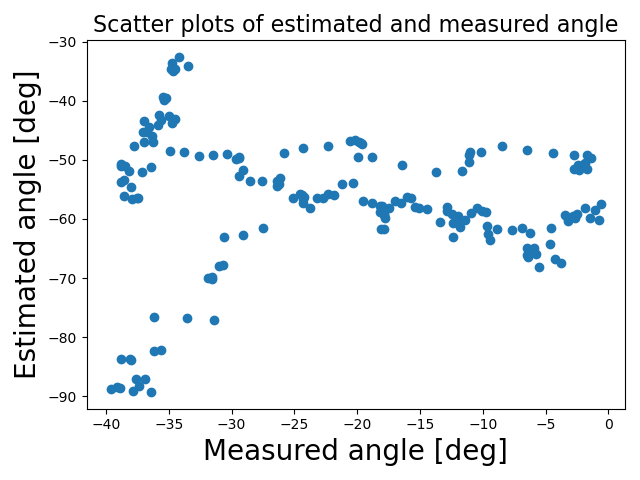 Scatter plots of estimated and measured angle
Estimated angle [deg]
−30
−40
−50
−60
−70
−80
−90
−40 −35 −30 −25 −20 −15 −10 −5 0
Measured angle [deg]